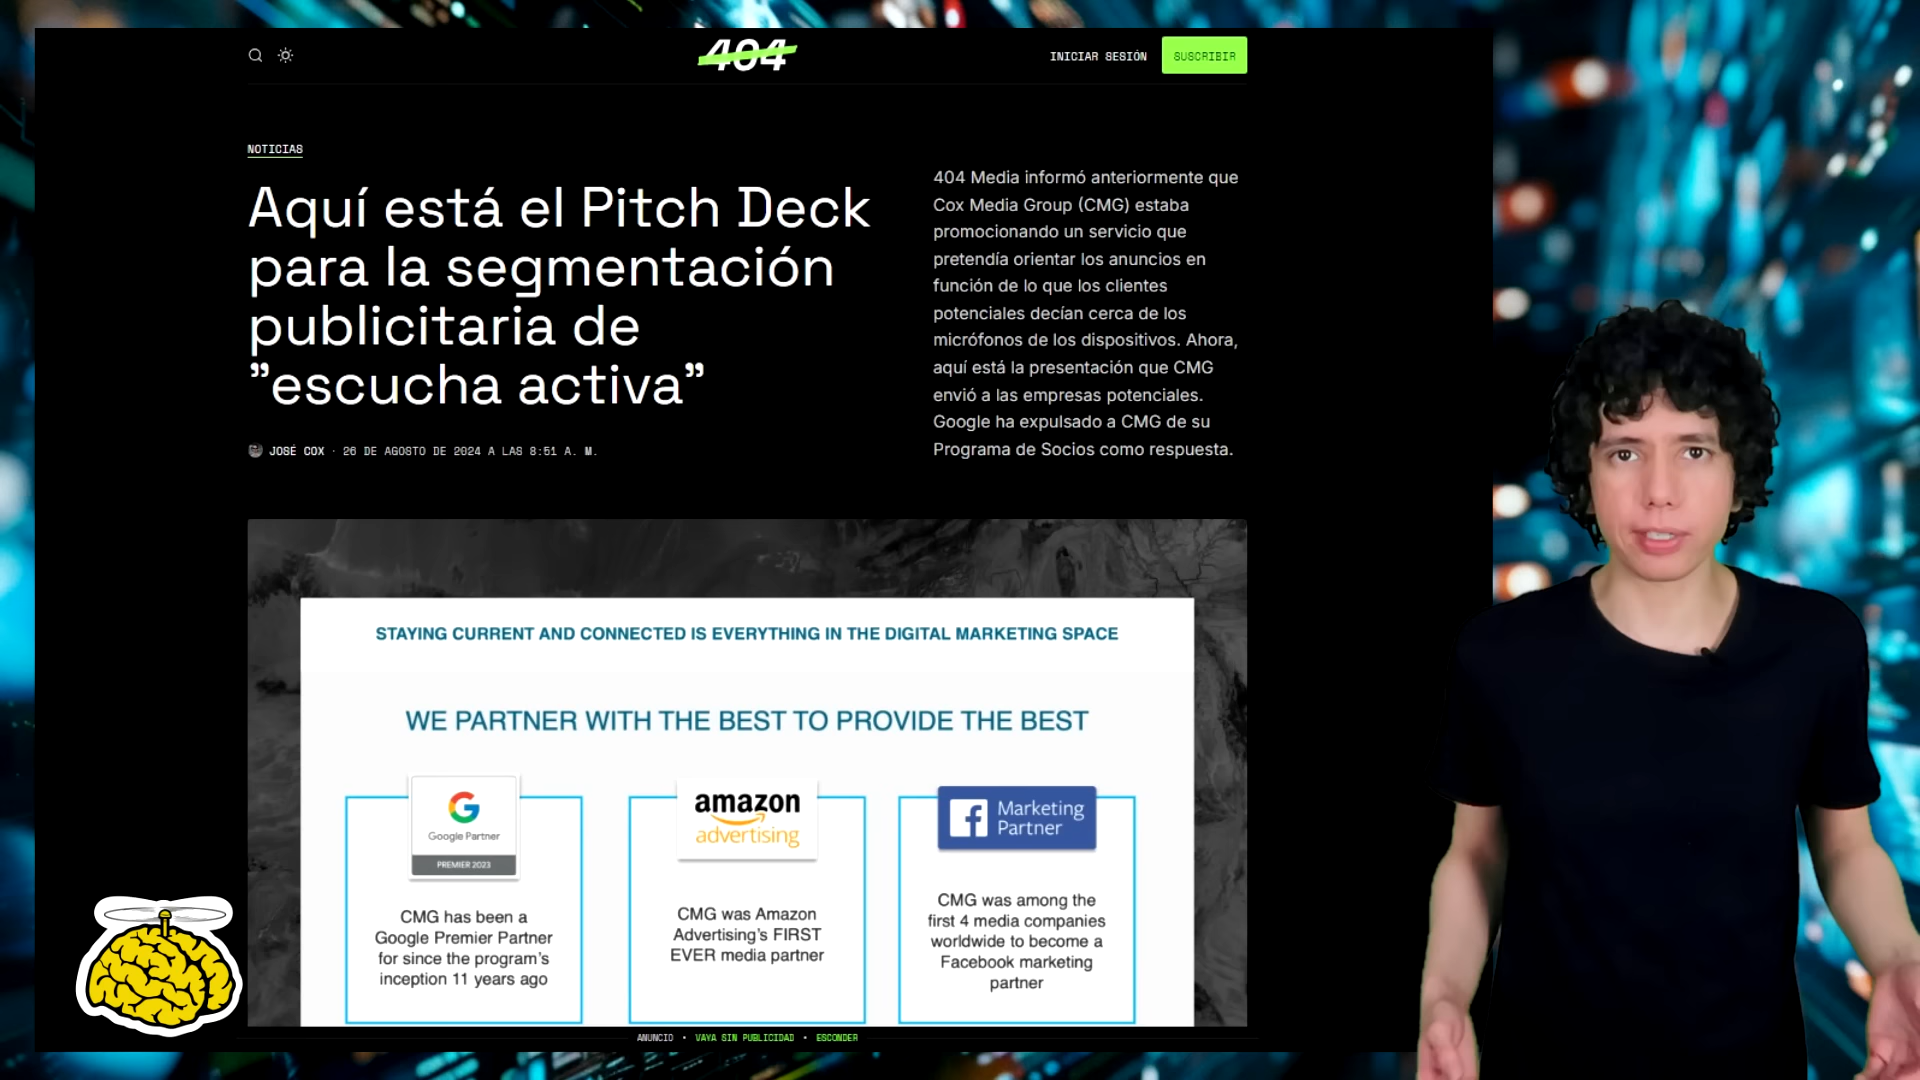 404
INICIAR SESIÓN
SUSCRIBIR
NOTICIAS
Aquí está el Pitch Deck
para la segmentación
publicitaria de
”escucha activa”
JOSÉ COX · 26 DE AGOSTO DE 2024 A LAS 8:51 A. M.
404 Media informó anteriormente que
Cox Media Group (CMG) estaba
promocionando un servicio que
pretendía orientar los anuncios en
función de lo que los clientes
potenciales decían cerca de los
micrófonos de los dispositivos. Ahora,
aquí está la presentación que CMG
envió a las empresas potenciales.
Google ha expulsado a CMG de su
Programa de Socios como respuesta.
STAYING CURRENT AND CONNECTED IS EVERYTHING IN THE DIGITAL MARKETING SPACE
WE PARTNER WITH THE BEST TO PROVIDE THE BEST
Google Partner
PREMIER 2023
CMG has been a
Google Premier Partner
for since the program's
inception 11 years ago
amazon
advertising
CMG was Amazon
Advertising's FIRST
EVER media partner
Marketing
Partner
CMG was among the
first 4 media companies
worldwide to become a
Facebook marketing
partner
ANUNCIO • VAYA SIN PUBLICIDAD • ESCONDER